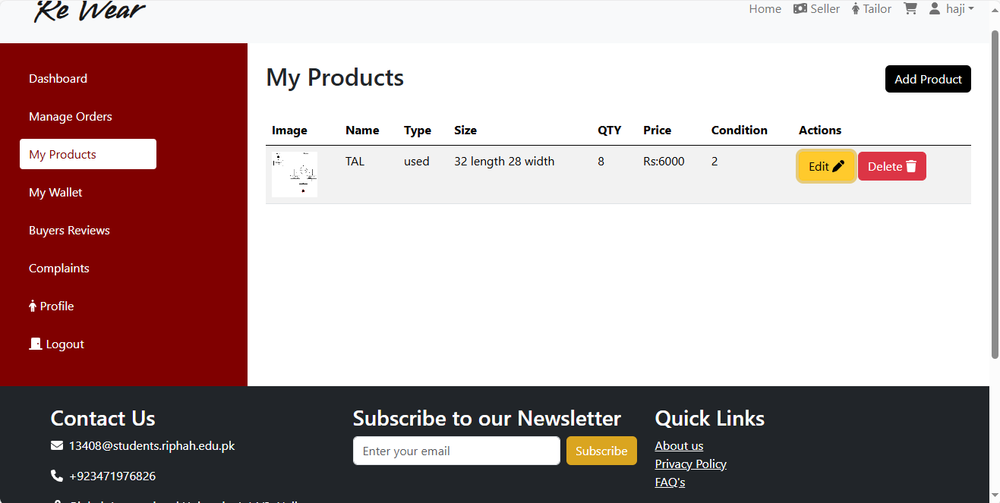 Re Wear
Home Seller Tailor haji
Dashboard
Manage Orders
My Products
My Wallet
Buyers Reviews
Complaints
Profile
Logout
My Products
Add Product
Image Name Type Size QTY Price Condition Actions
TAL used 32 length 28 width 8 Rs:6000 2 Edit Delete
Contact Us
13408@students.riphah.edu.pk
+923471976826
Subscribe to our Newsletter
Enter your email Subscribe
Quick Links
About us
Privacy Policy
FAQ's